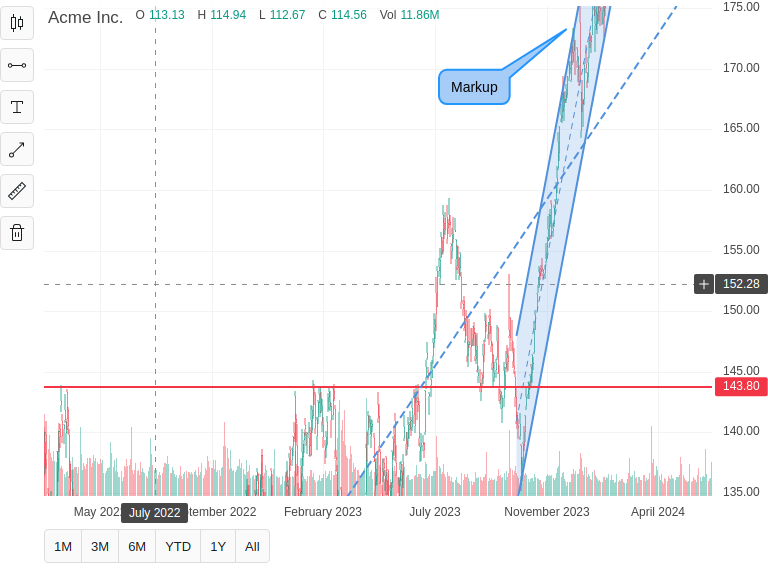 Acme Inc. O 113.13 H 114.94 L 112.67 C 114.56 Vol 11.86M
175.00
170.00
Markup
165.00
160.00
155.00
152.28
150.00
145.00
143.80
140.00
135.00
May 202 July 2022 tember 2022 February 2023 July 2023 November 2023 April 2024
1M 3M 6M YTD 1Y All